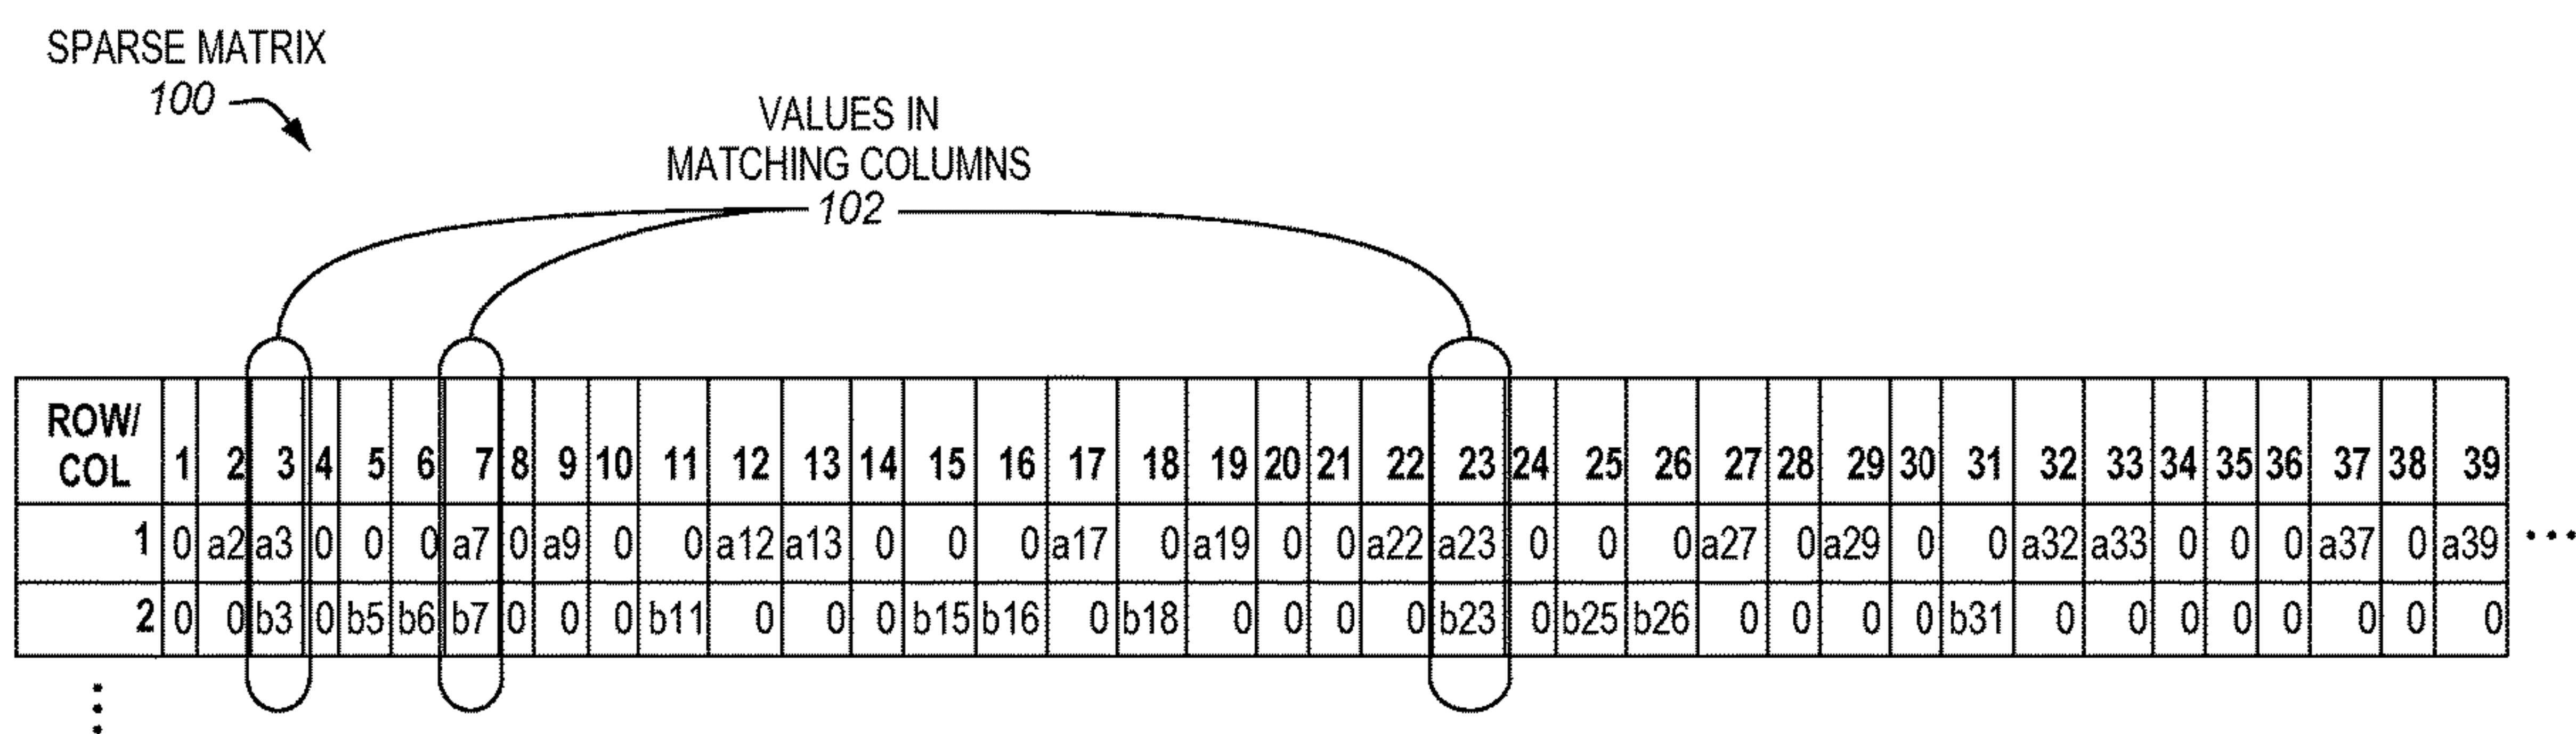 SPARSE MATRIX
100
VALUES IN
MATCHING COLUMNS
102
ROW/
COL 1 2 3 4 5 6 7 8 9 10 11 12 13 14 15 16 17 18 19 20 21 22 23 24 25 26 27 28 29 30 31 32 33 34 35 36 37 38 39
1 0 a2 a3 0 0 0 a7 0 a9 0 0 a12 a13 0 0 0 a17 0 a19 0 0 a22 a23 0 0 0 a27 0 a29 0 0 a32 a33 0 0 0 a37 0 a39 ...
2 0 0 b3 0 b5 b6 b7 0 0 0 b11 0 0 0 b15 b16 0 b18 0 0 0 0 b23 0 b25 b26 0 0 0 0 b31 0 0 0 0 0 0 0 0